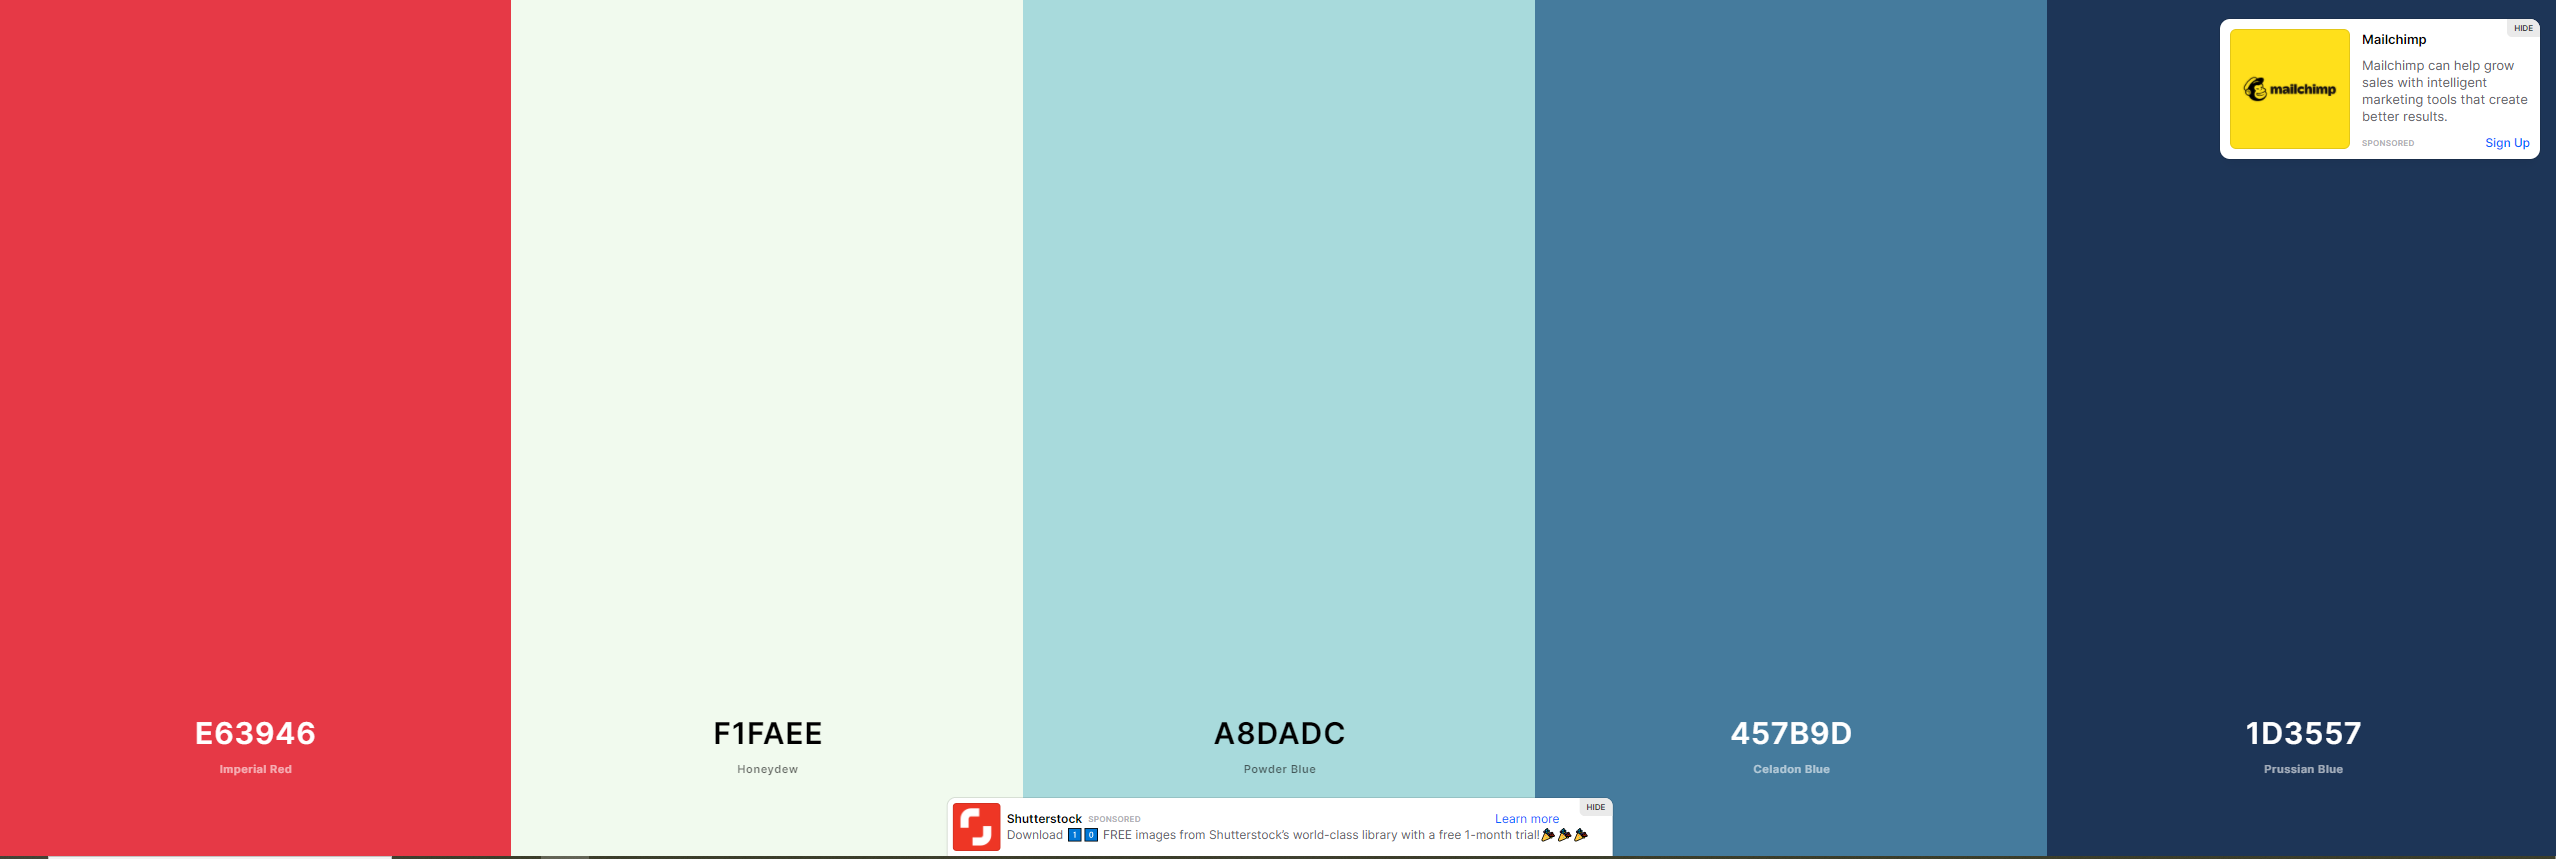 HIDE
Mailchimp
mailchimp
Mailchimp can help grow
sales with intelligent
marketing tools that create
better results.
SPONSORED
Sign Up
E63946
Imperial Red
F1FAEE
Honeydew
A8DADC
Powder Blue
457B9D
Celadon Blue
1D3557
Prussian Blue
HIDE
Shutterstock SPONSORED
Learn more
Download 1️⃣0️⃣ FREE images from Shutterstock’s world-class library with a free 1-month trial!🎉🎉🎉